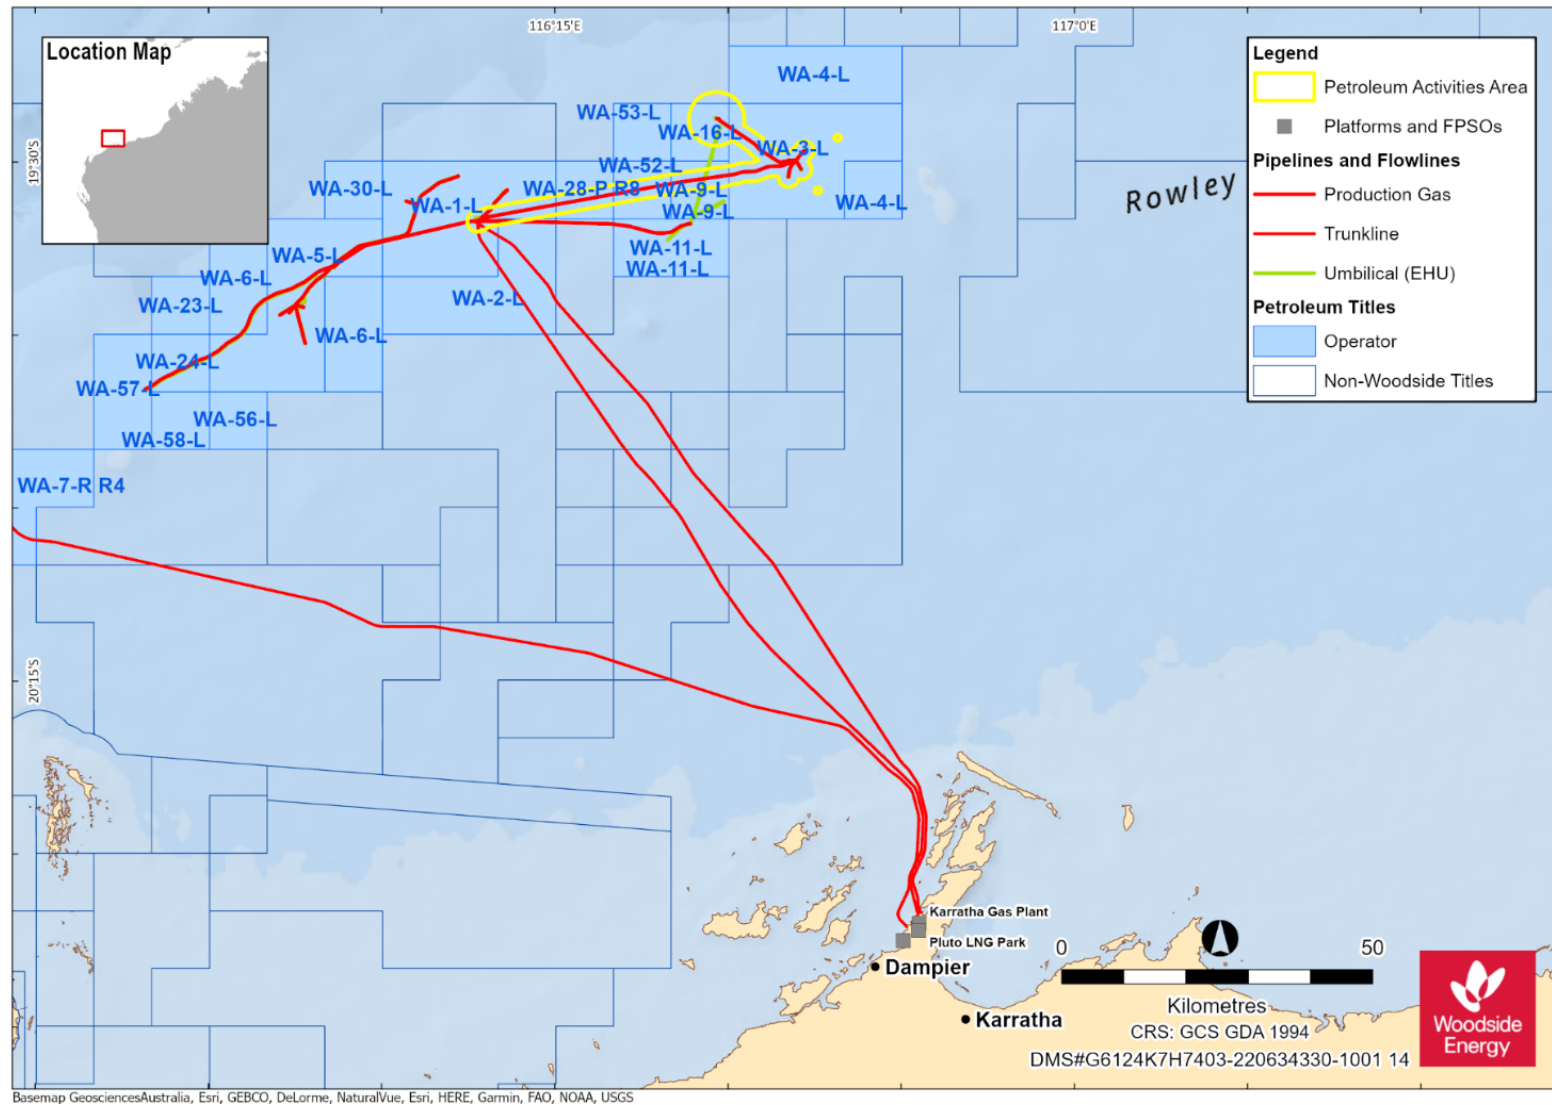 116°15'E
117°0'E
Location Map
19°30'S
20°15'S
WA-4-L
WA-53-L
WA-16-L
WA-3-L
WA-52-L
WA-30-L
WA-28-P R8
WA-9-L
WA-1-L
WA-9-L
WA-4-L
Rowley
WA-5-L
WA-11-L
WA-11-L
WA-6-L
WA-23-L
WA-2-L
WA-6-L
WA-24-L
WA-57-L
WA-56-L
WA-58-L
WA-7-R R4
Legend
Petroleum Activities Area
Platforms and FPSOs
Pipelines and Flowlines
Production Gas
Trunkline
Umbilical (EHU)
Petroleum Titles
Operator
Non-Woodside Titles
Karratha Gas Plant
Pluto LNG Park
Dampier
Karratha
0 50
Kilometres
CRS: GCS GDA 1994
DMS#G6124K7H7403-220634330-1001 14
Woodside
Energy
Basemap GeosciencesAustralia, Esri, GEBCO, DeLorme, NaturalVue, Esri, HERE, Garmin, FAO, NOAA, USGS